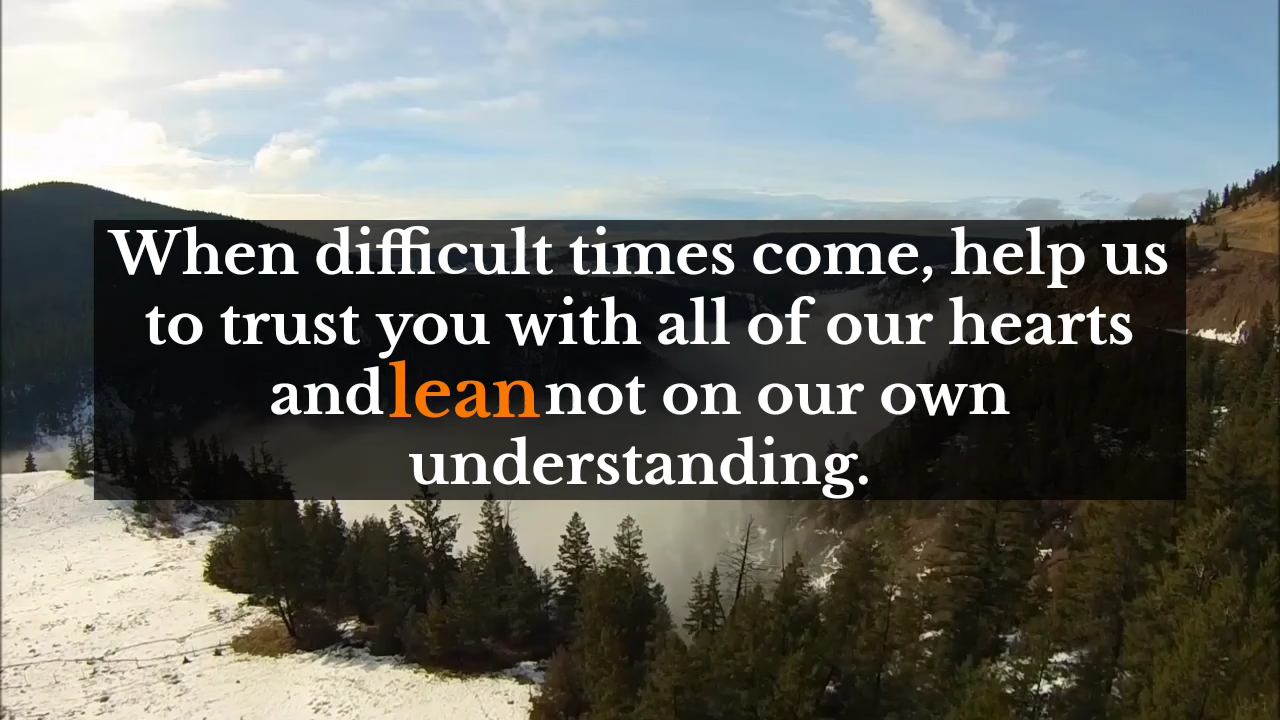 When difficult times come, help us
to trust you with all of our hearts
and lean not on our own
understanding.